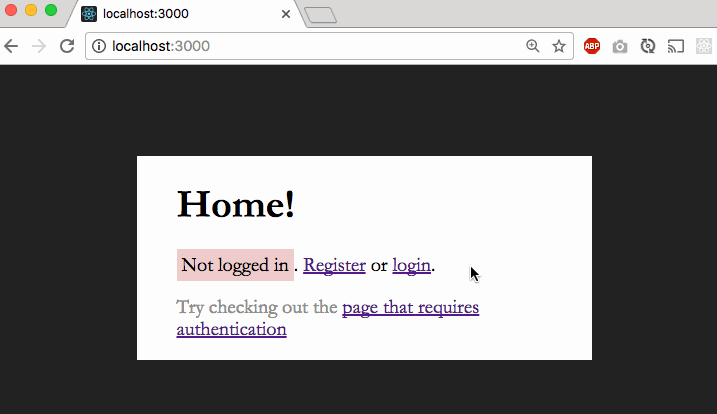 localhost:3000
localhost:3000
ABP
Home!
Not logged in . Register or login.
Try checking out the page that requires
authentication